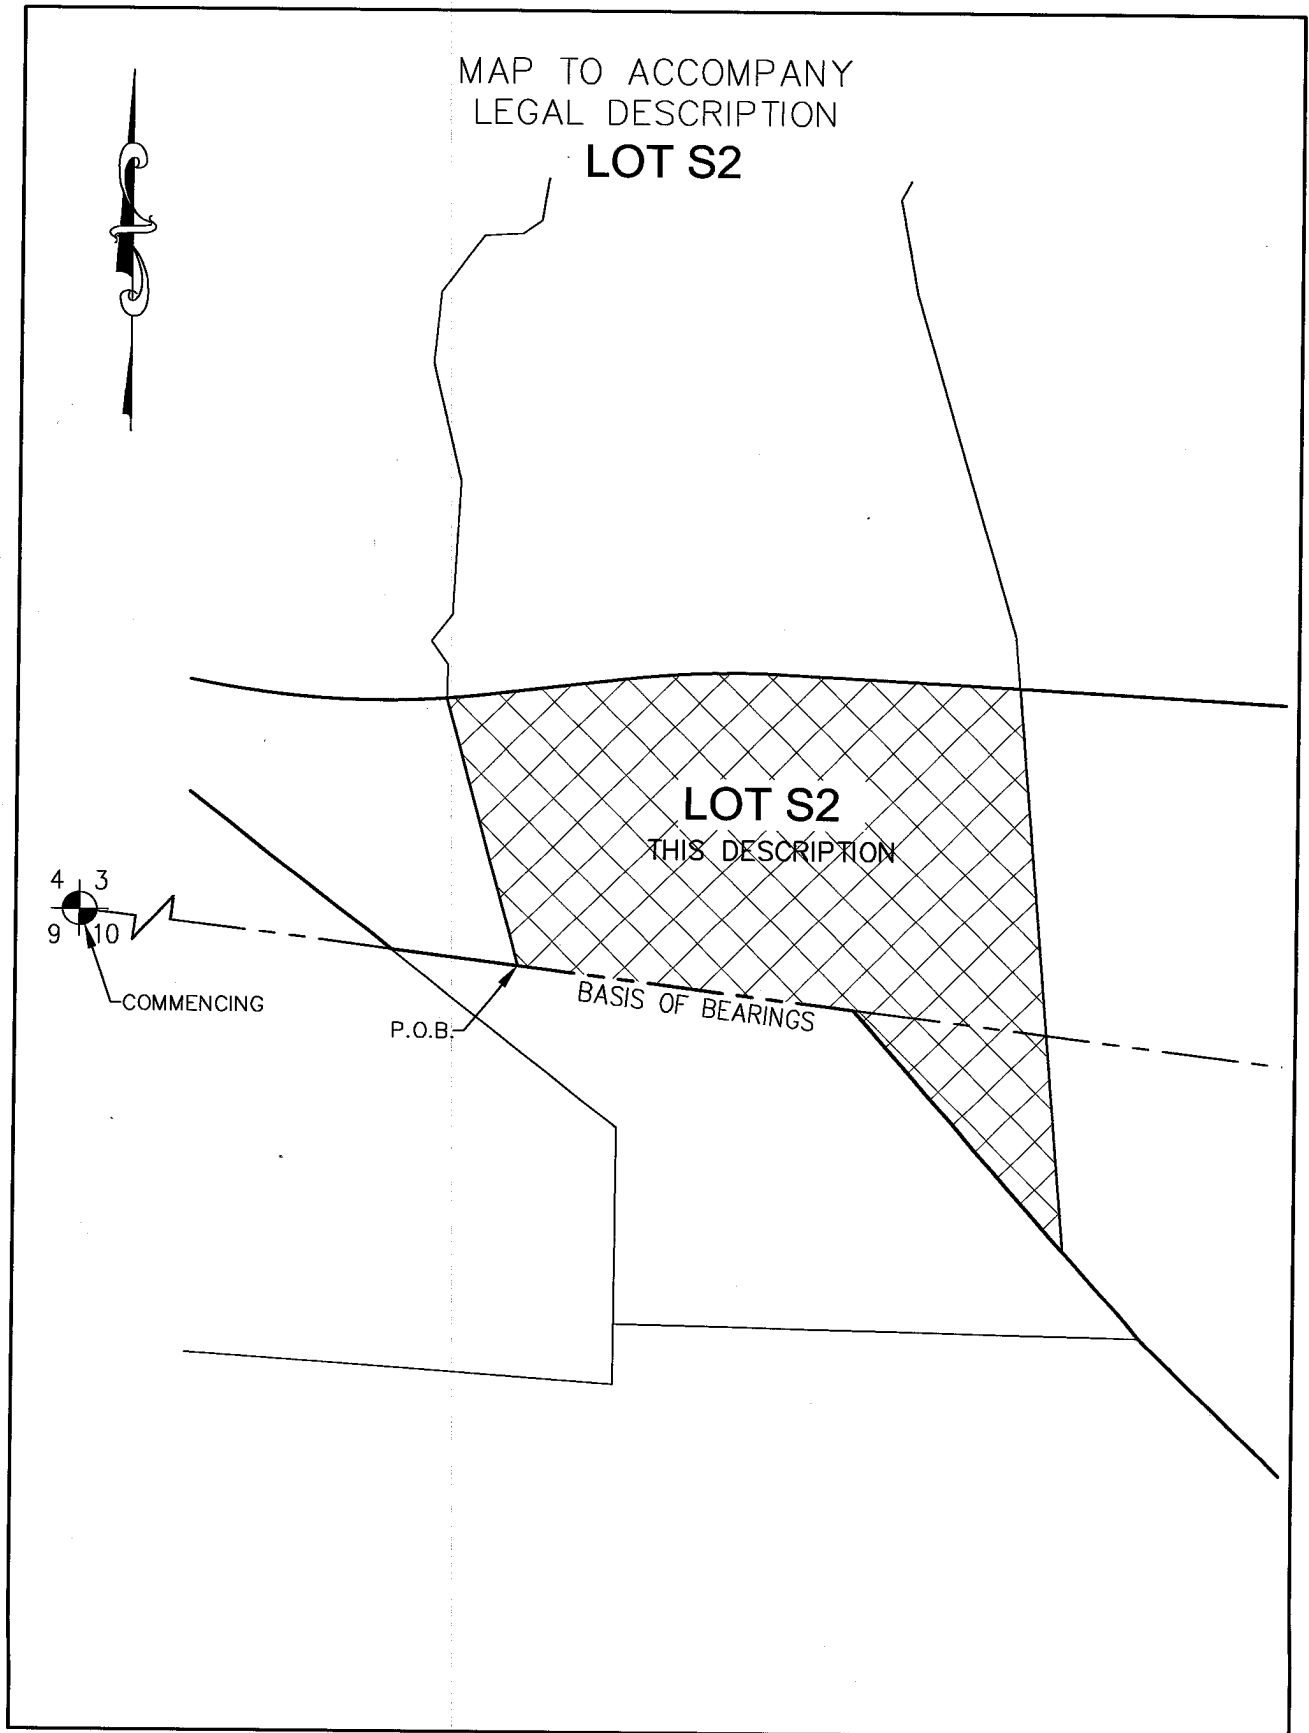 MAP TO ACCOMPANY
LEGAL DESCRIPTION
LOT S2
LOT S2
THIS DESCRIPTION
4 3
9 10
COMMENCING
P.O.B.
BASIS OF BEARINGS